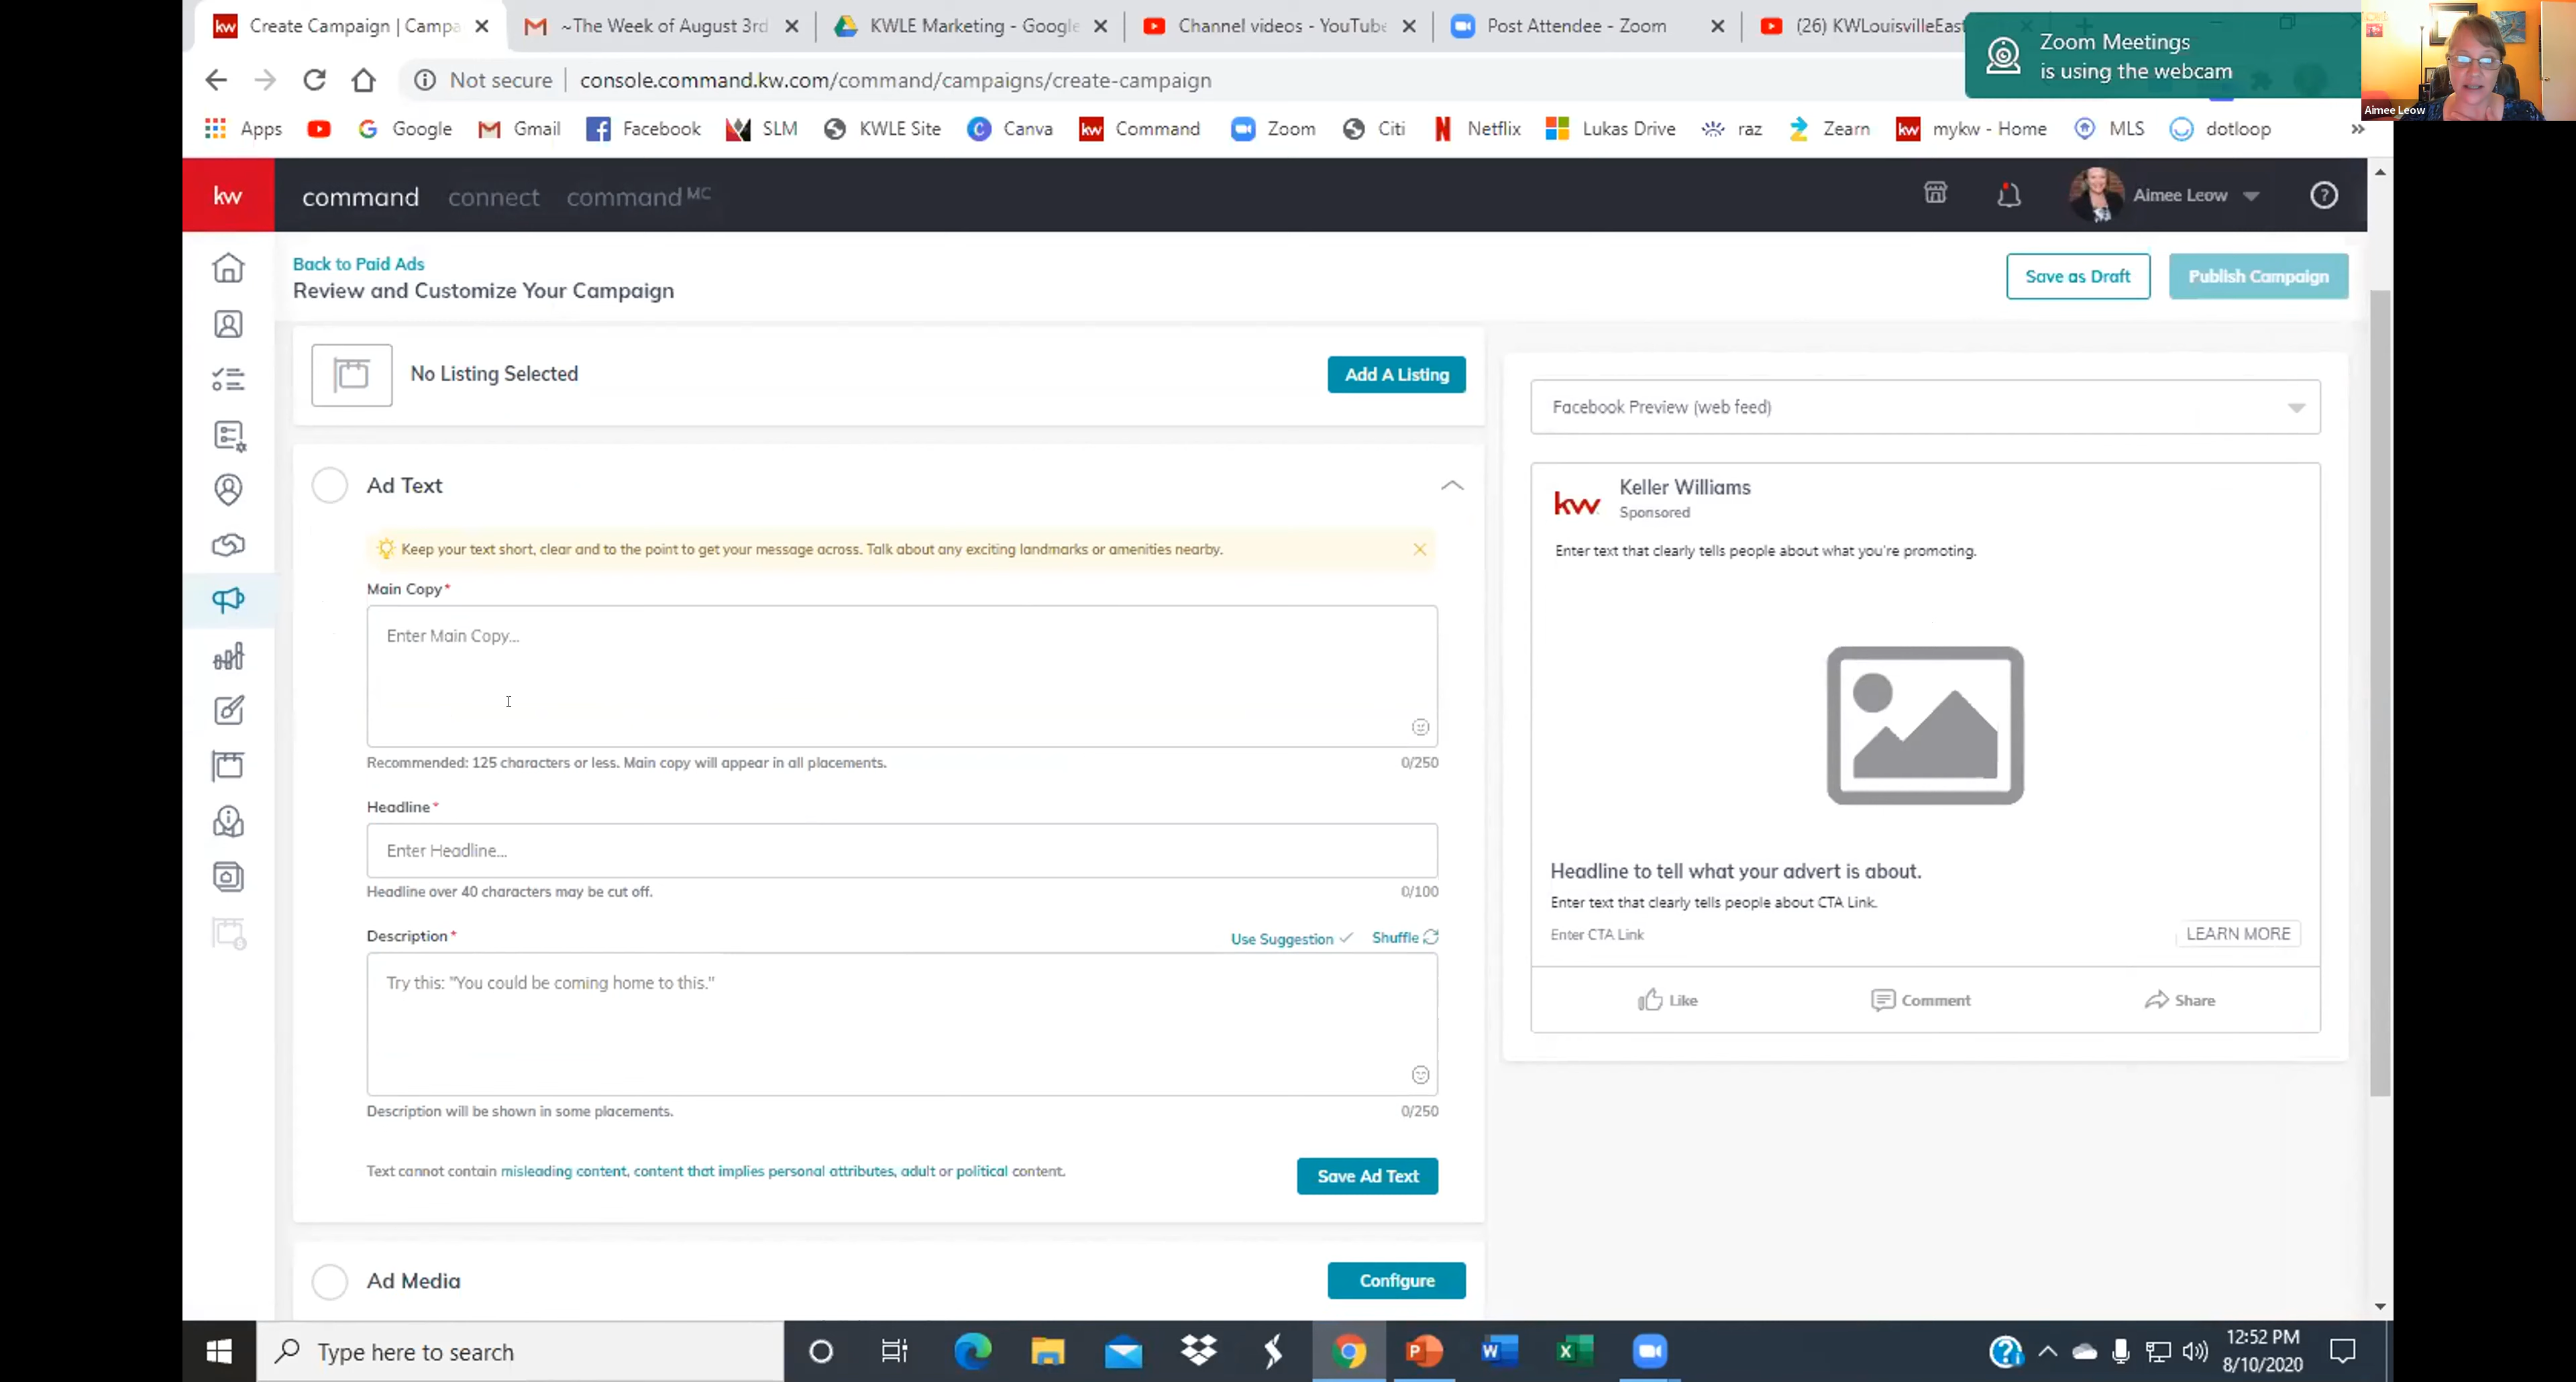 Create Campaign | Campa
~The Week of August 3rd
KWLE Marketing - Google
Channel videos - YouTube
Post Attendee - Zoom
(26) KWLouisvilleEast
Zoom Meetings
is using the webcam
Aimee Leow
Not secure
console.command.kw.com/command/campaigns/create-campaign
Apps
Google
Gmail
Facebook
SLM
KWLE Site
Canva
Command
Zoom
Citi
Netflix
Lukas Drive
raz
Zearn
mykw - Home
MLS
dotloop
»
kw
command
connect
command MC
Aimee Leow
Back to Paid Ads
Review and Customize Your Campaign
Save as Draft
Publish Campaign
No Listing Selected
Add A Listing
Ad Text
Keep your text short, clear and to the point to get your message across. Talk about any exciting landmarks or amenities nearby.
Main Copy*
Enter Main Copy...
Recommended: 125 characters or less. Main copy will appear in all placements.
0/250
Headline*
Enter Headline...
Headline over 40 characters may be cut off.
0/100
Description*
Use Suggestion
Shuffle
Try this: "You could be coming home to this."
Description will be shown in some placements.
0/250
Text cannot contain misleading content, content that implies personal attributes, adult or political content.
Save Ad Text
Ad Media
Configure
Facebook Preview (web feed)
kw
Keller Williams
Sponsored
Enter text that clearly tells people about what you're promoting.
Headline to tell what your advert is about.
Enter text that clearly tells people about CTA Link.
Enter CTA Link
LEARN MORE
Like
Comment
Share
Type here to search
12:52 PM
8/10/2020